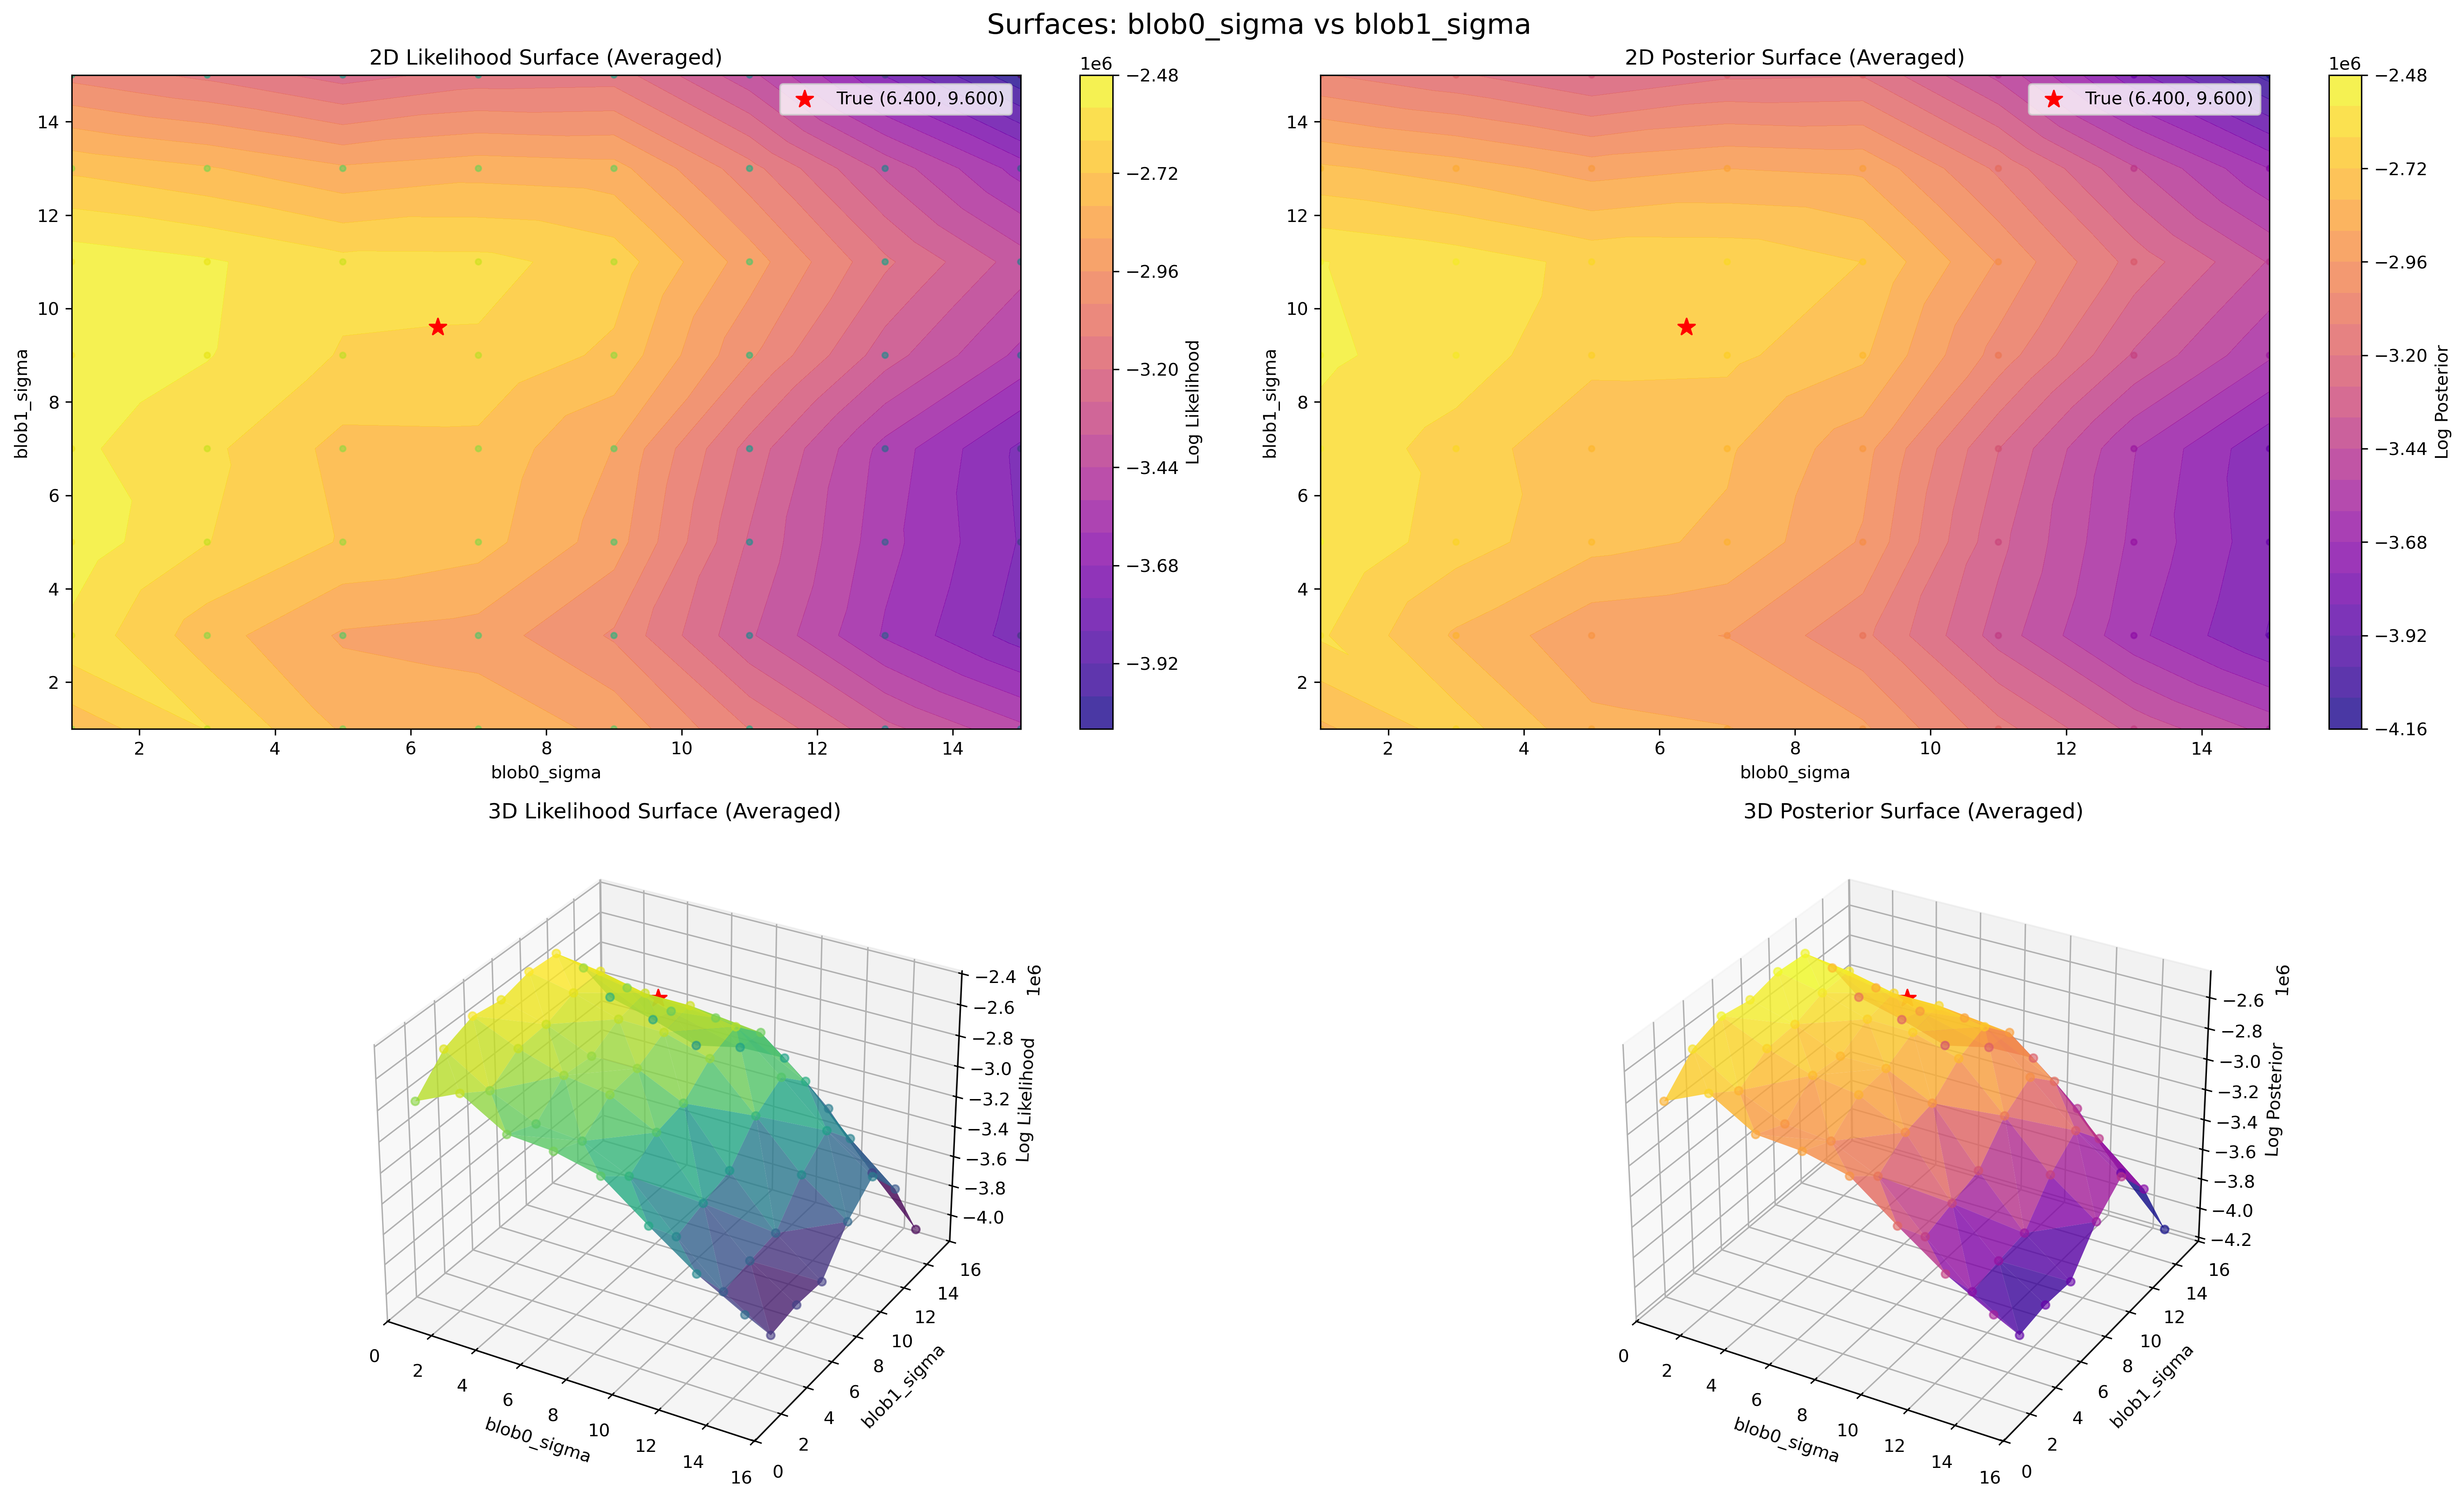 Surfaces: blob0_sigma vs blob1_sigma
2D Likelihood Surface (Averaged)
True (6.400, 9.600)
14
12
10
8
6
4
2
blob1_sigma
2 4 6 8 10 12 14
blob0_sigma
1e6
−2.48
−2.72
−2.96
−3.20
−3.44
−3.68
−3.92
Log Likelihood
2D Posterior Surface (Averaged)
True (6.400, 9.600)
14
12
10
8
6
4
2
blob1_sigma
2 4 6 8 10 12 14
blob0_sigma
1e6
−2.48
−2.72
−2.96
−3.20
−3.44
−3.68
−3.92
−4.16
Log Posterior
3D Likelihood Surface (Averaged)
1e6
−2.4
−2.6
−2.8
−3.0
−3.2
−3.4
−3.6
−3.8
−4.0
Log Likelihood
0 2 4 6 8 10 12 14 16
blob0_sigma
0 2 4 6 8 10 12 14 16
blob1_sigma
3D Posterior Surface (Averaged)
1e6
−2.6
−2.8
−3.0
−3.2
−3.4
−3.6
−3.8
−4.0
−4.2
Log Posterior
0 2 4 6 8 10 12 14 16
blob0_sigma
0 2 4 6 8 10 12 14 16
blob1_sigma